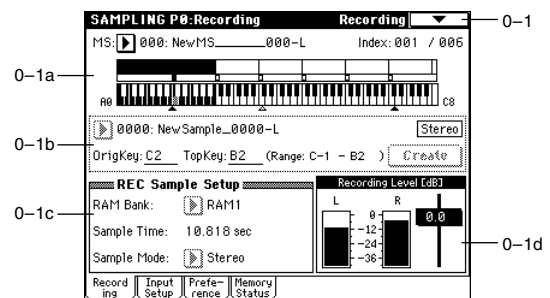 SAMPLING P0:Recording Recording
0–1
MS: 000: NewMS________000-L Index: 001 / 006
0–1a
A0 C8
0–1b
0000: NewSample_0000-L Stereo
OrigKey: C2 TopKey: B2 (Range: C-1 - B2 ) Create
REC Sample Setup
Recording Level [dB]
0–1c
RAM Bank: RAM1
Sample Time: 10.818 sec
Sample Mode: Stereo
L R
0
-12
-24
-36
0.0
0–1d
Record ing
Input Setup
Prefe- rence
Memory Status